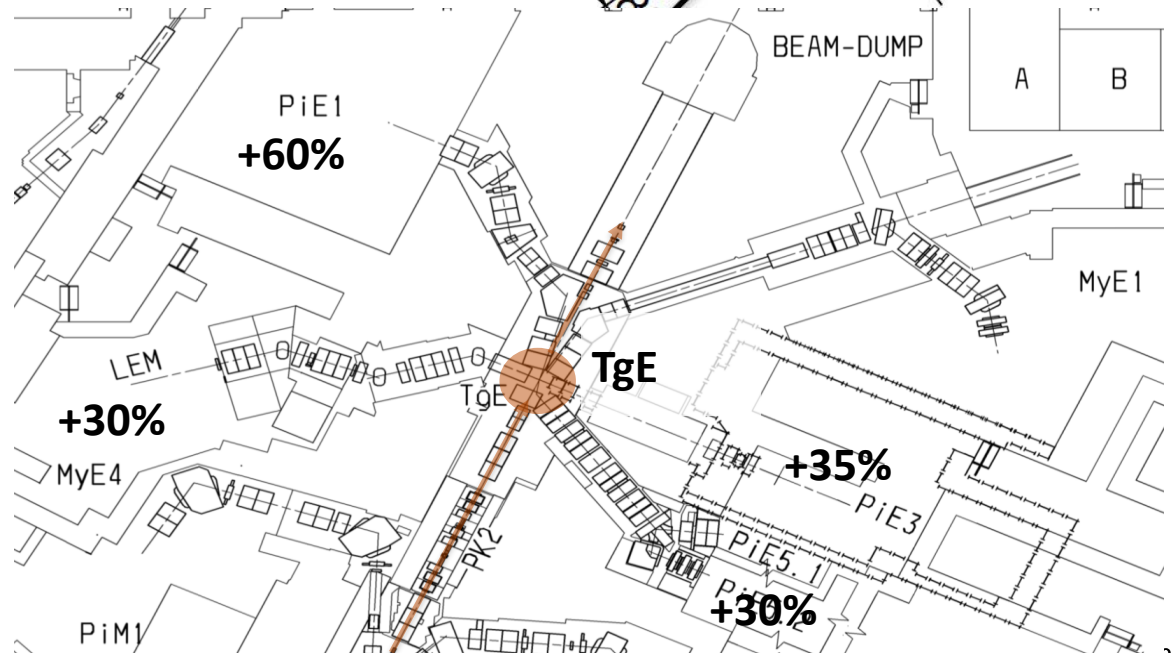 BEAM-DUMP
A
B
PiE1
+60%
MyE1
LEM
TgE
TgE
+30%
+35%
MyE4
PiE3
PK2
PiE5.1
+30%
PiM1